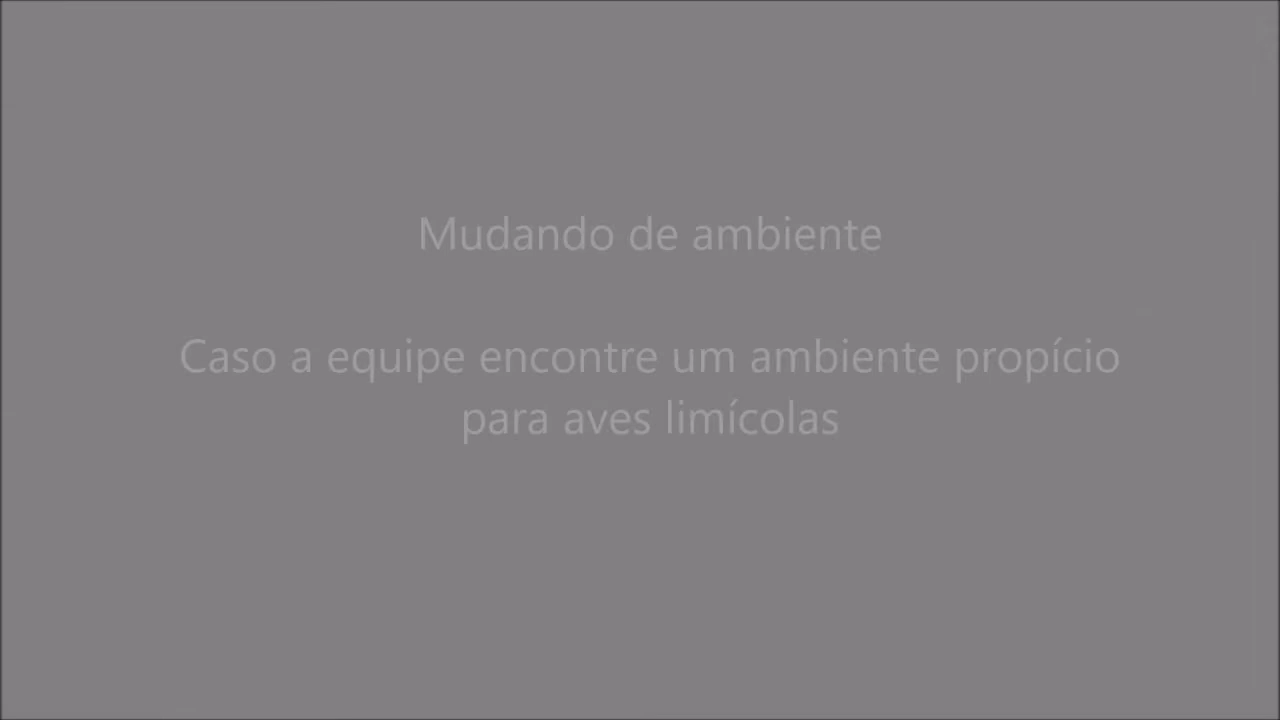 Mudando de ambiente
Caso a equipe encontre um ambiente propício
para aves limícolas